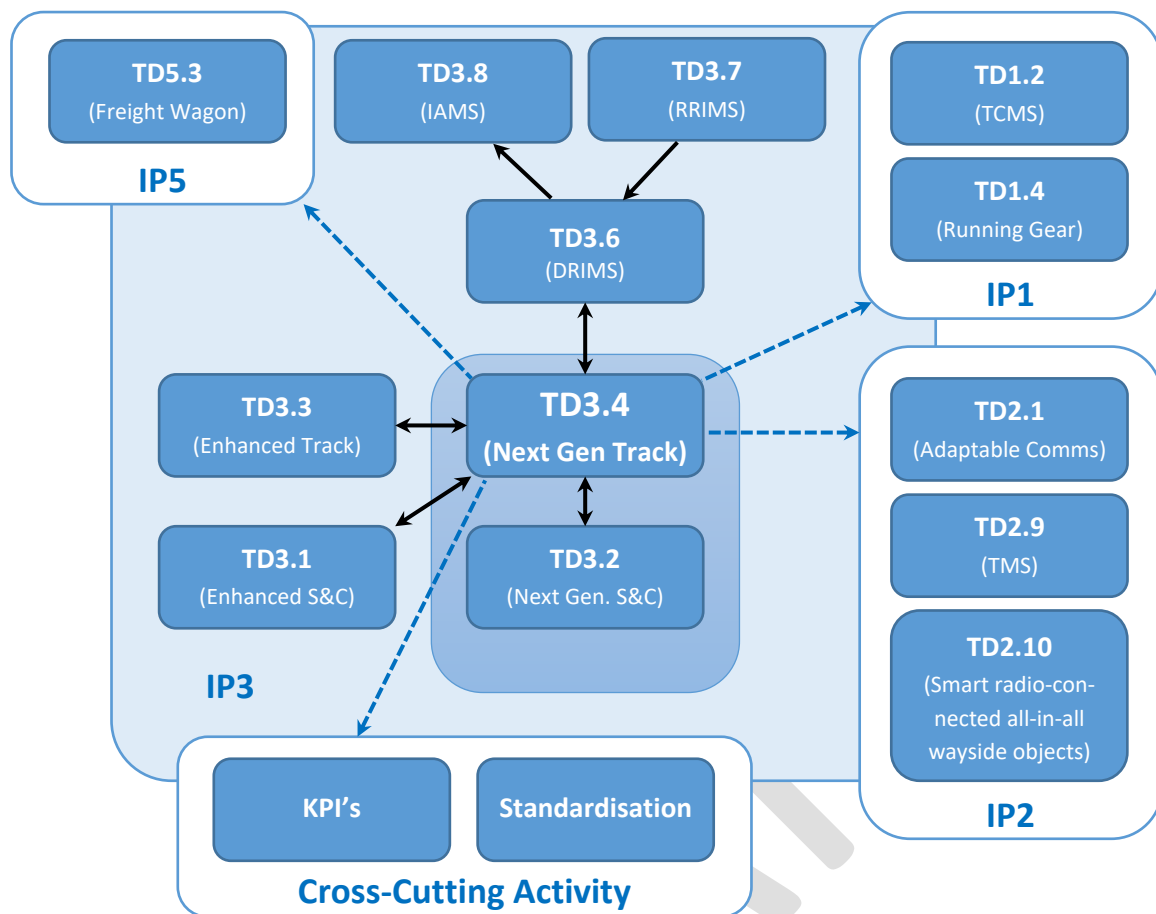 TD5.3
(Freight Wagon)
IP5
TD3.8
(IAMS)
TD3.7
(RRIMS)
TD1.2
(TCMS)
TD1.4
(Running Gear)
IP1
TD3.6
(DRIMS)
TD3.3
(Enhanced Track)
TD3.4
(Next Gen Track)
TD2.1
(Adaptable Comms)
TD2.9
(TMS)
TD2.10
(Smart radio-con-
nected all-in-all
wayside objects)
IP2
TD3.1
(Enhanced S&C)
TD3.2
(Next Gen. S&C)
IP3
KPI's
Standardisation
Cross-Cutting Activity